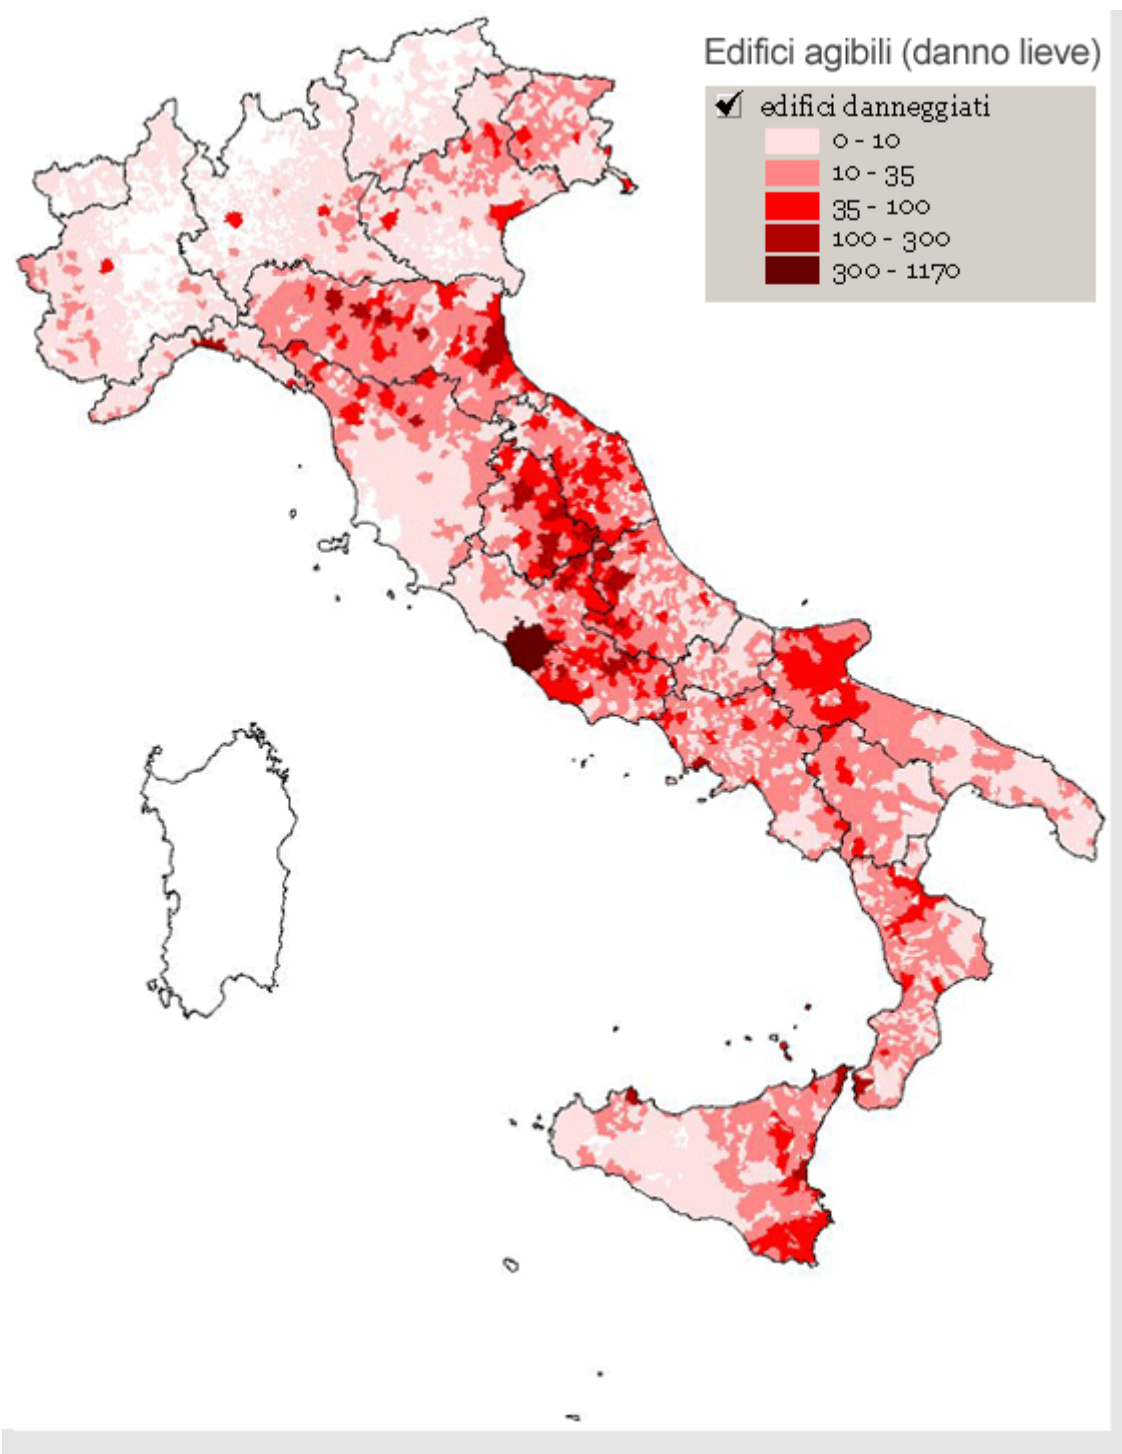 Edifici agibili (danno lieve)
edifici danneggiati
0 - 10
10 - 35
35 - 100
100 - 300
300 - 1170